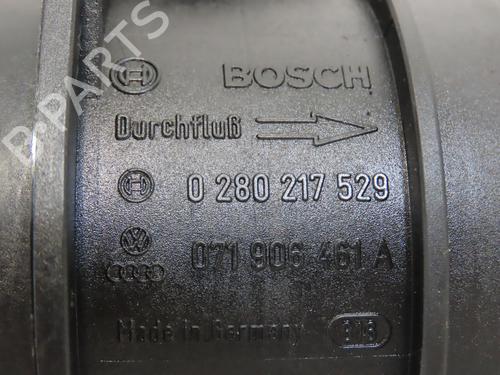 BOSCH
Durchfluß
0 280 217 529
071 906 461 A
Made in Germany
B-PARTS